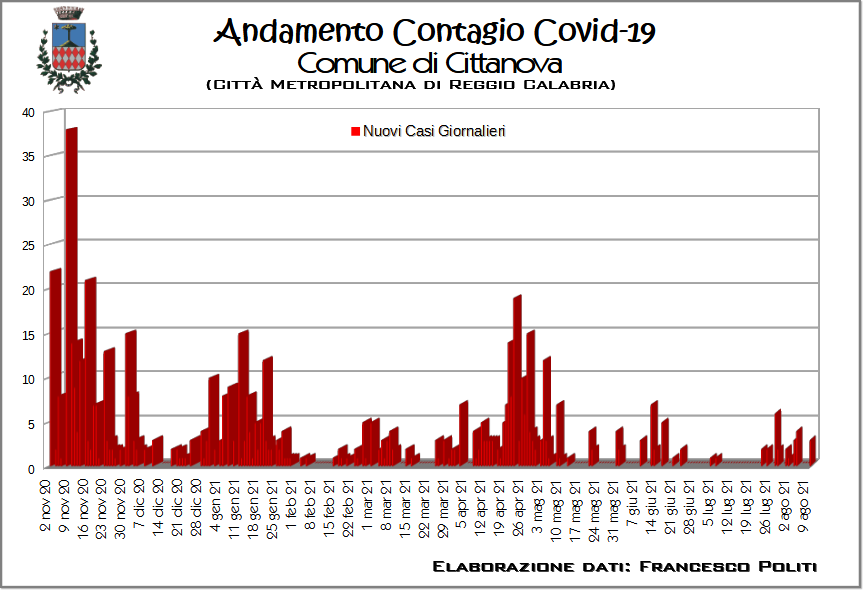 Andamento Contagio Covid-19
Comune di Cittanova
(Città Metropolitana di Reggio Calabria)
Nuovi Casi Giornalieri
40
35
30
25
20
15
10
5
0
2 nov 20
9 nov 20
16 nov 20
23 nov 20
30 nov 20
7 dic 20
14 dic 20
21 dic 20
28 dic 20
4 gen 21
11 gen 21
18 gen 21
25 gen 21
1 feb 21
8 feb 21
15 feb 21
22 feb 21
1 mar 21
8 mar 21
15 mar 21
22 mar 21
29 mar 21
5 apr 21
12 apr 21
19 apr 21
26 apr 21
3 mag 21
10 mag 21
17 mag 21
24 mag 21
31 mag 21
7 giu 21
14 giu 21
21 giu 21
28 giu 21
5 lug 21
12 lug 21
19 lug 21
26 lug 21
2 ago 21
9 ago 21
Elaborazione dati: Francesco Politi